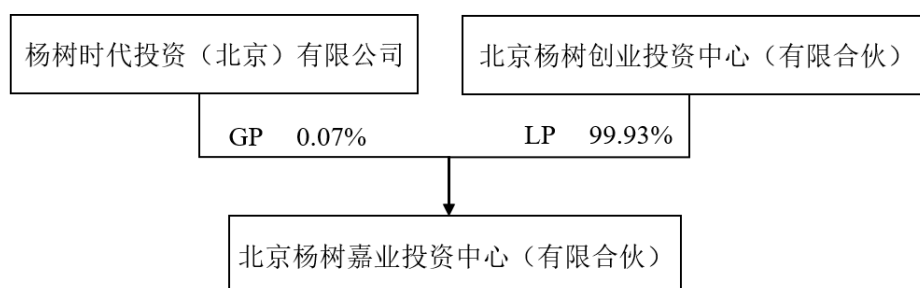 杨树时代投资（北京）有限公司
北京杨树创业投资中心（有限合伙）
GP 0.07%
LP 99.93%
北京杨树嘉业投资中心（有限合伙）